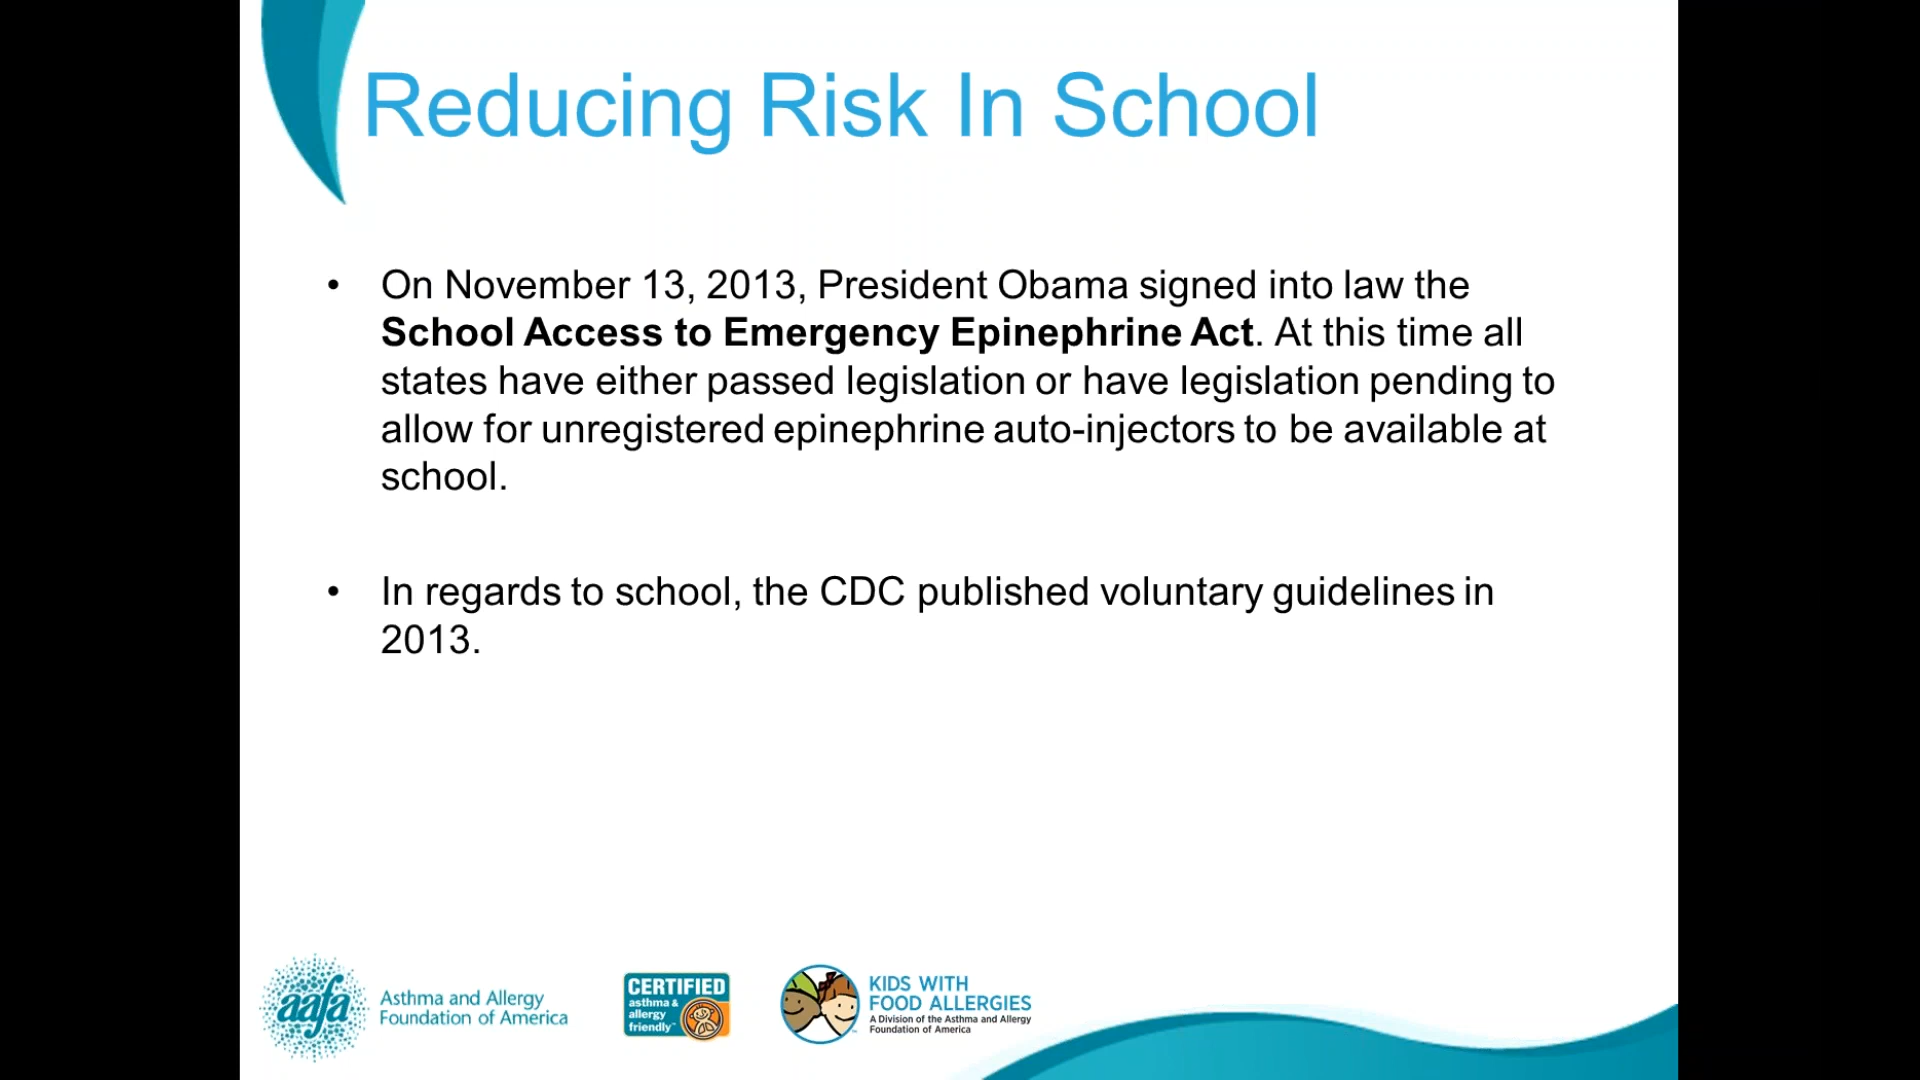 Reducing Risk In School
• On November 13, 2013, President Obama signed into law the
School Access to Emergency Epinephrine Act. At this time all
states have either passed legislation or have legislation pending to
allow for unregistered epinephrine auto-injectors to be available at
school.
• In regards to school, the CDC published voluntary guidelines in
2013.
aafa
Asthma and Allergy
Foundation of America
CERTIFIED
asthma &
allergy
friendly™
KIDS WITH
FOOD ALLERGIES
A Division of the Asthma and Allergy
Foundation of America